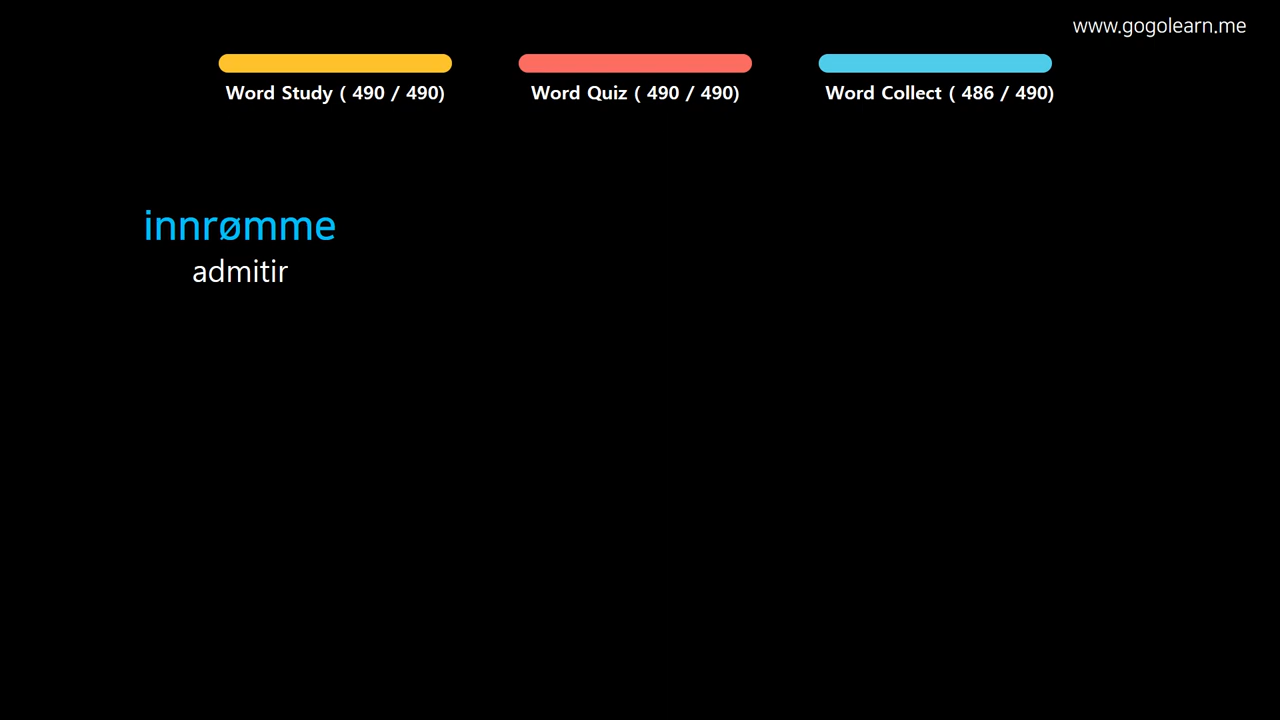 www.gogolearn.me
Word Study ( 490 / 490)
Word Quiz ( 490 / 490)
Word Collect ( 486 / 490)
innrømme
admitir